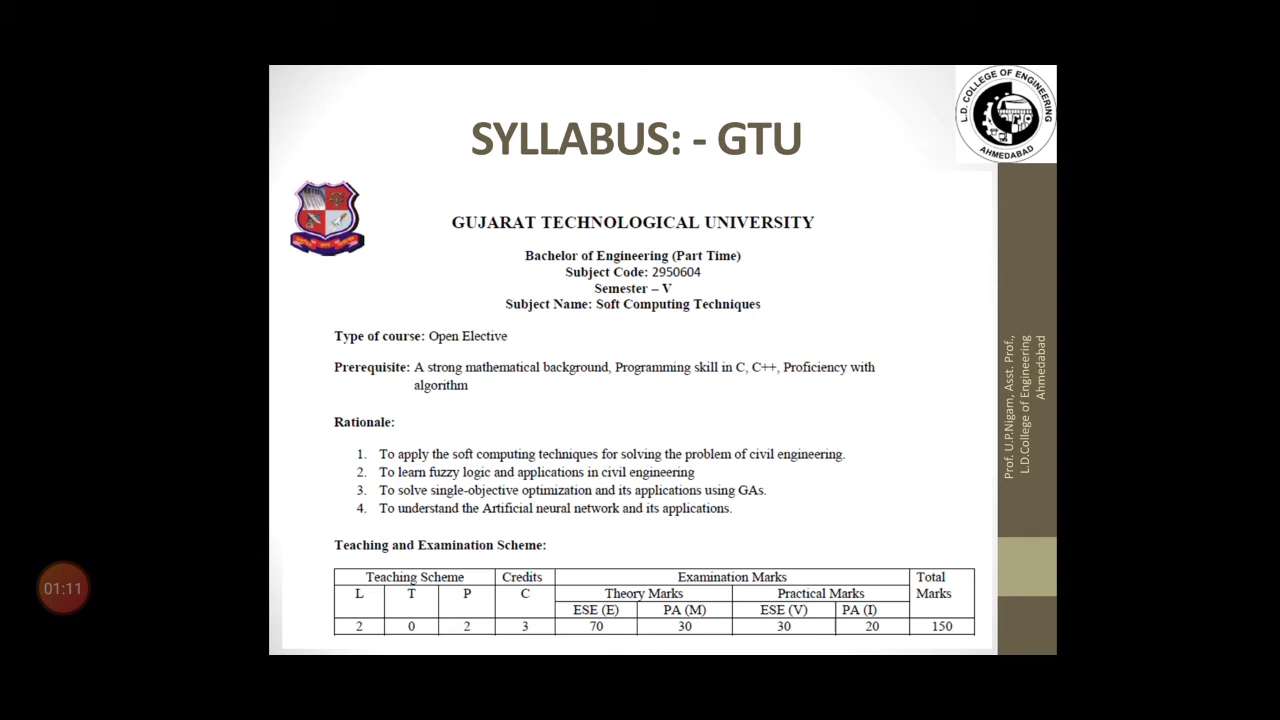 SYLLABUS: - GTU
L.D. COLLEGE OF ENGINEERING
AHMEDABAD
GUJARAT TECHNOLOGICAL UNIVERSITY
Bachelor of Engineering (Part Time)
Subject Code: 2950604
Semester – V
Subject Name: Soft Computing Techniques
Type of course: Open Elective
Prerequisite: A strong mathematical background, Programming skill in C, C++, Proficiency with
algorithm
Rationale:
1. To apply the soft computing techniques for solving the problem of civil engineering.
2. To learn fuzzy logic and applications in civil engineering
3. To solve single-objective optimization and its applications using GAs.
4. To understand the Artificial neural network and its applications.
Teaching and Examination Scheme:
Teaching Scheme Credits Examination Marks Total
Marks
L T P C Theory Marks Practical Marks
ESE (E) PA (M) ESE (V) PA (I)
2 0 2 3 70 30 30 20 150
Prof. U.P.Nigam, Asst. Prof.,
L.D.College of Engineering
Ahmedabad
01:11